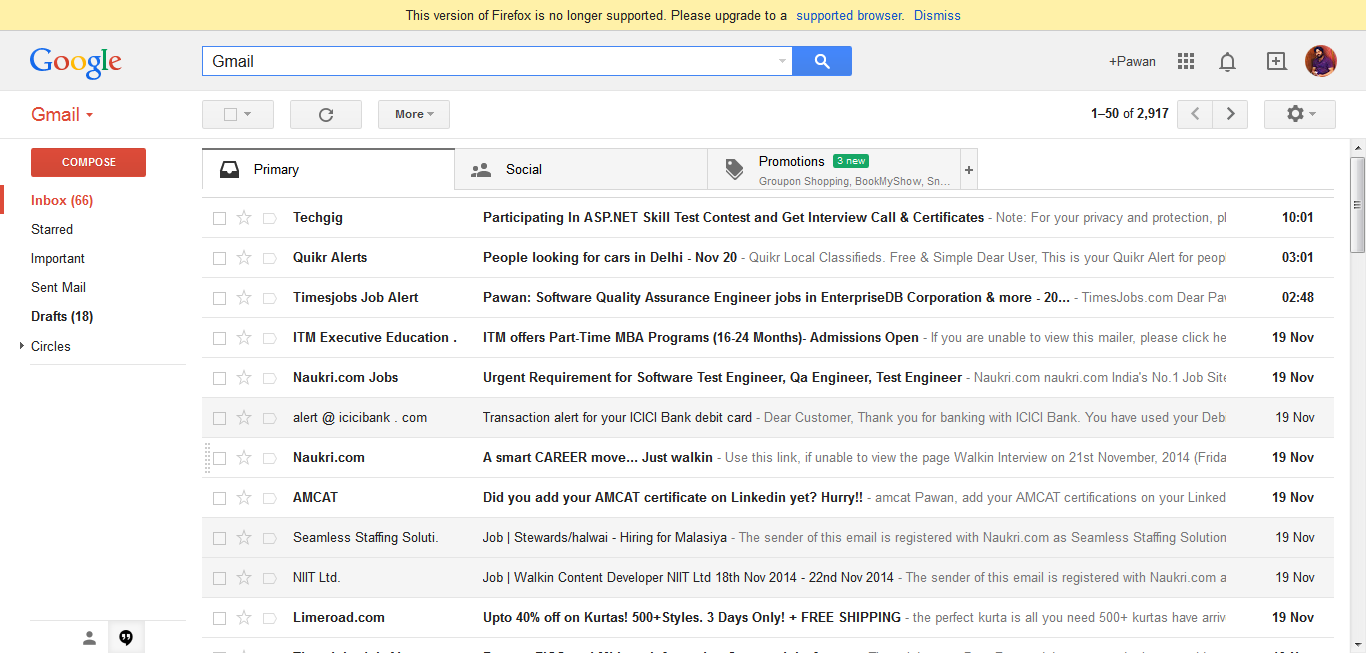 This version of Firefox is no longer supported. Please upgrade to a supported browser. Dismiss
Google
Gmail
+Pawan
Gmail
More
1–50 of 2,917
COMPOSE
Inbox (66)
Starred
Important
Sent Mail
Drafts (18)
Circles
Primary
Social
Promotions 3 new
Groupon Shopping, BookMyShow, Sn...
+
Techgig Participating In ASP.NET Skill Test Contest and Get Interview Call & Certificates - Note: For your privacy and protection, pl 10:01
Quikr Alerts People looking for cars in Delhi - Nov 20 - Quikr Local Classifieds. Free & Simple Dear User, This is your Quikr Alert for peop 03:01
Timesjobs Job Alert Pawan: Software Quality Assurance Engineer jobs in EnterpriseDB Corporation & more - 20... - TimesJobs.com Dear Pav 02:48
ITM Executive Education . ITM offers Part-Time MBA Programs (16-24 Months)- Admissions Open - If you are unable to view this mailer, please click he 19 Nov
Naukri.com Jobs Urgent Requirement for Software Test Engineer, Qa Engineer, Test Engineer - Naukri.com naukri.com India's No.1 Job Site 19 Nov
alert @ icicibank . com Transaction alert for your ICICI Bank debit card - Dear Customer, Thank you for banking with ICICI Bank. You have used your Deb 19 Nov
Naukri.com A smart CAREER move... Just walkin - Use this link, if unable to view the page Walkin Interview on 21st November, 2014 (Frida 19 Nov
AMCAT Did you add your AMCAT certificate on Linkedin yet? Hurry!! - amcat Pawan, add your AMCAT certifications on your Linked 19 Nov
Seamless Staffing Soluti. Job | Stewards/halwai - Hiring for Malasiya - The sender of this email is registered with Naukri.com as Seamless Staffing Solution 19 Nov
NIIT Ltd. Job | Walkin Content Developer NIIT Ltd 18th Nov 2014 - 22nd Nov 2014 - The sender of this email is registered with Naukri.com a 19 Nov
Limeroad.com Upto 40% off on Kurtas! 500+Styles. 3 Days Only! + FREE SHIPPING - the perfect kurta is all you need 500+ kurtas have arriv 19 Nov